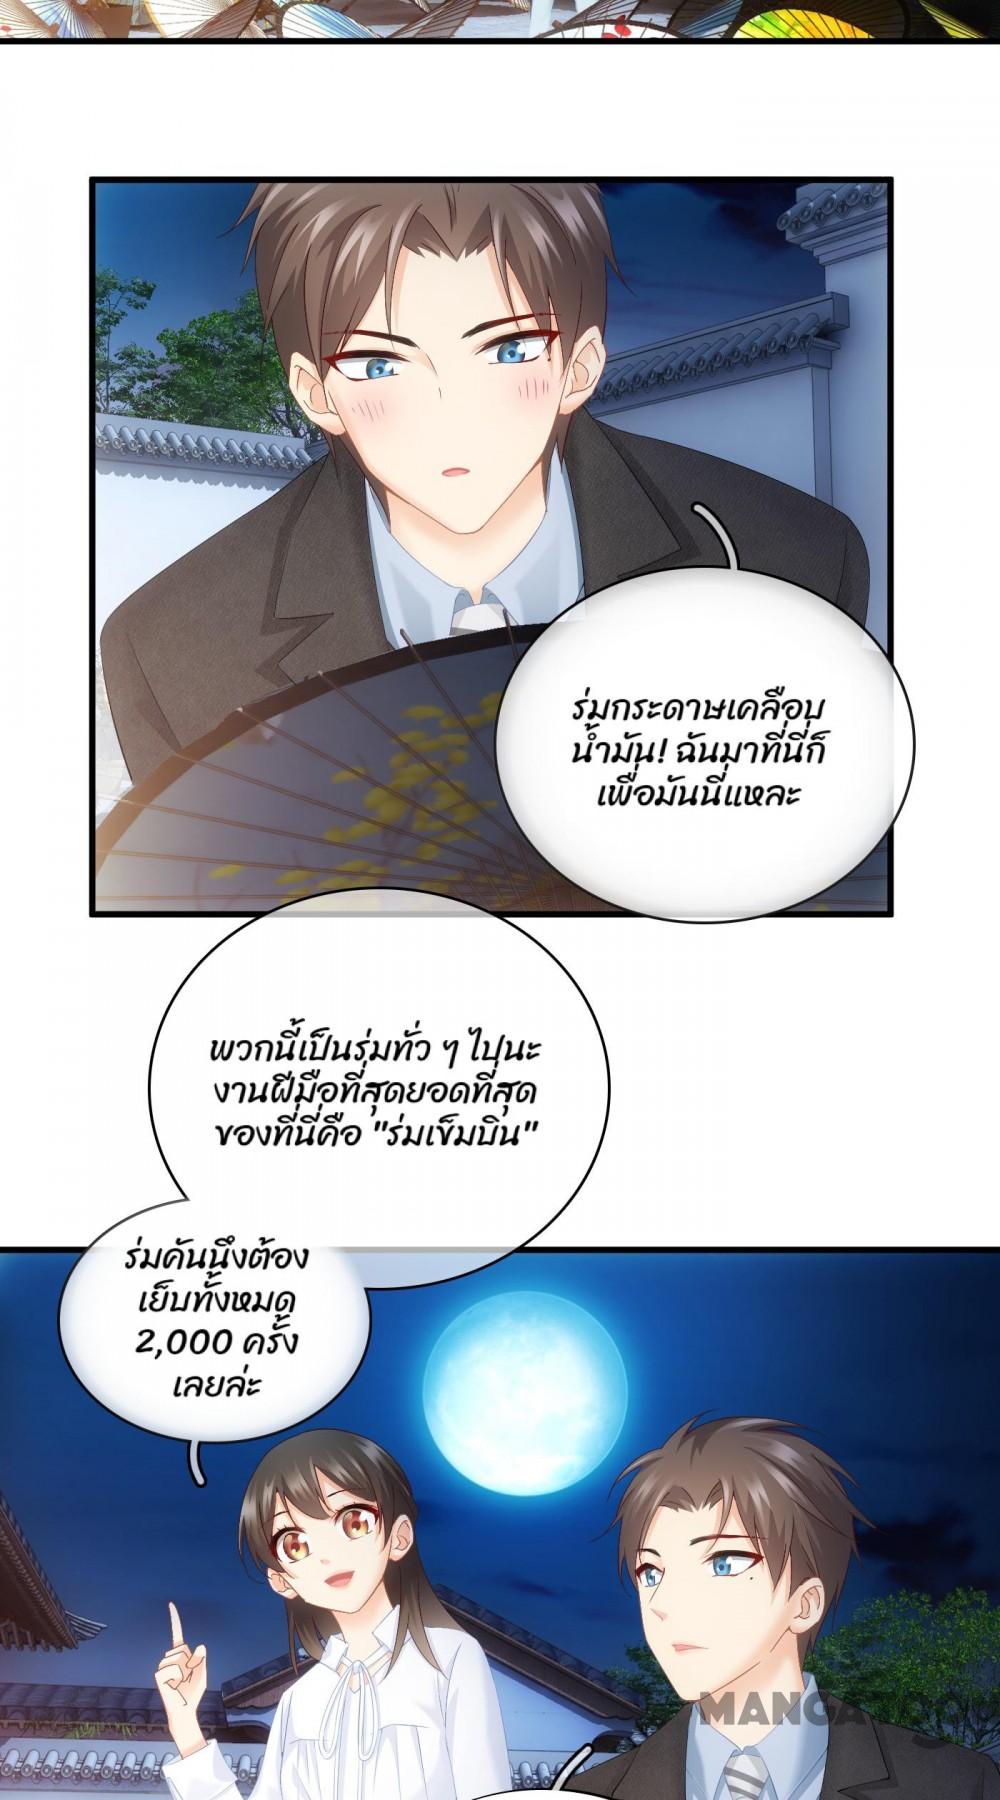 ร่มกระดาษเคลือบ
น้ำมัน! ฉันมาที่นี่ก็
เพื่อมันนี่แหละ
พวกนี้เป็นร่มทั่ว ๆ ไปนะ
งานฝีมือที่สุดยอดที่สุด
ของที่นี่คือ "ร่มเข็มบิน"
ร่มคันนึงต้อง
เย็บทั้งหมด
2,000 ครั้ง
เลยล่ะ